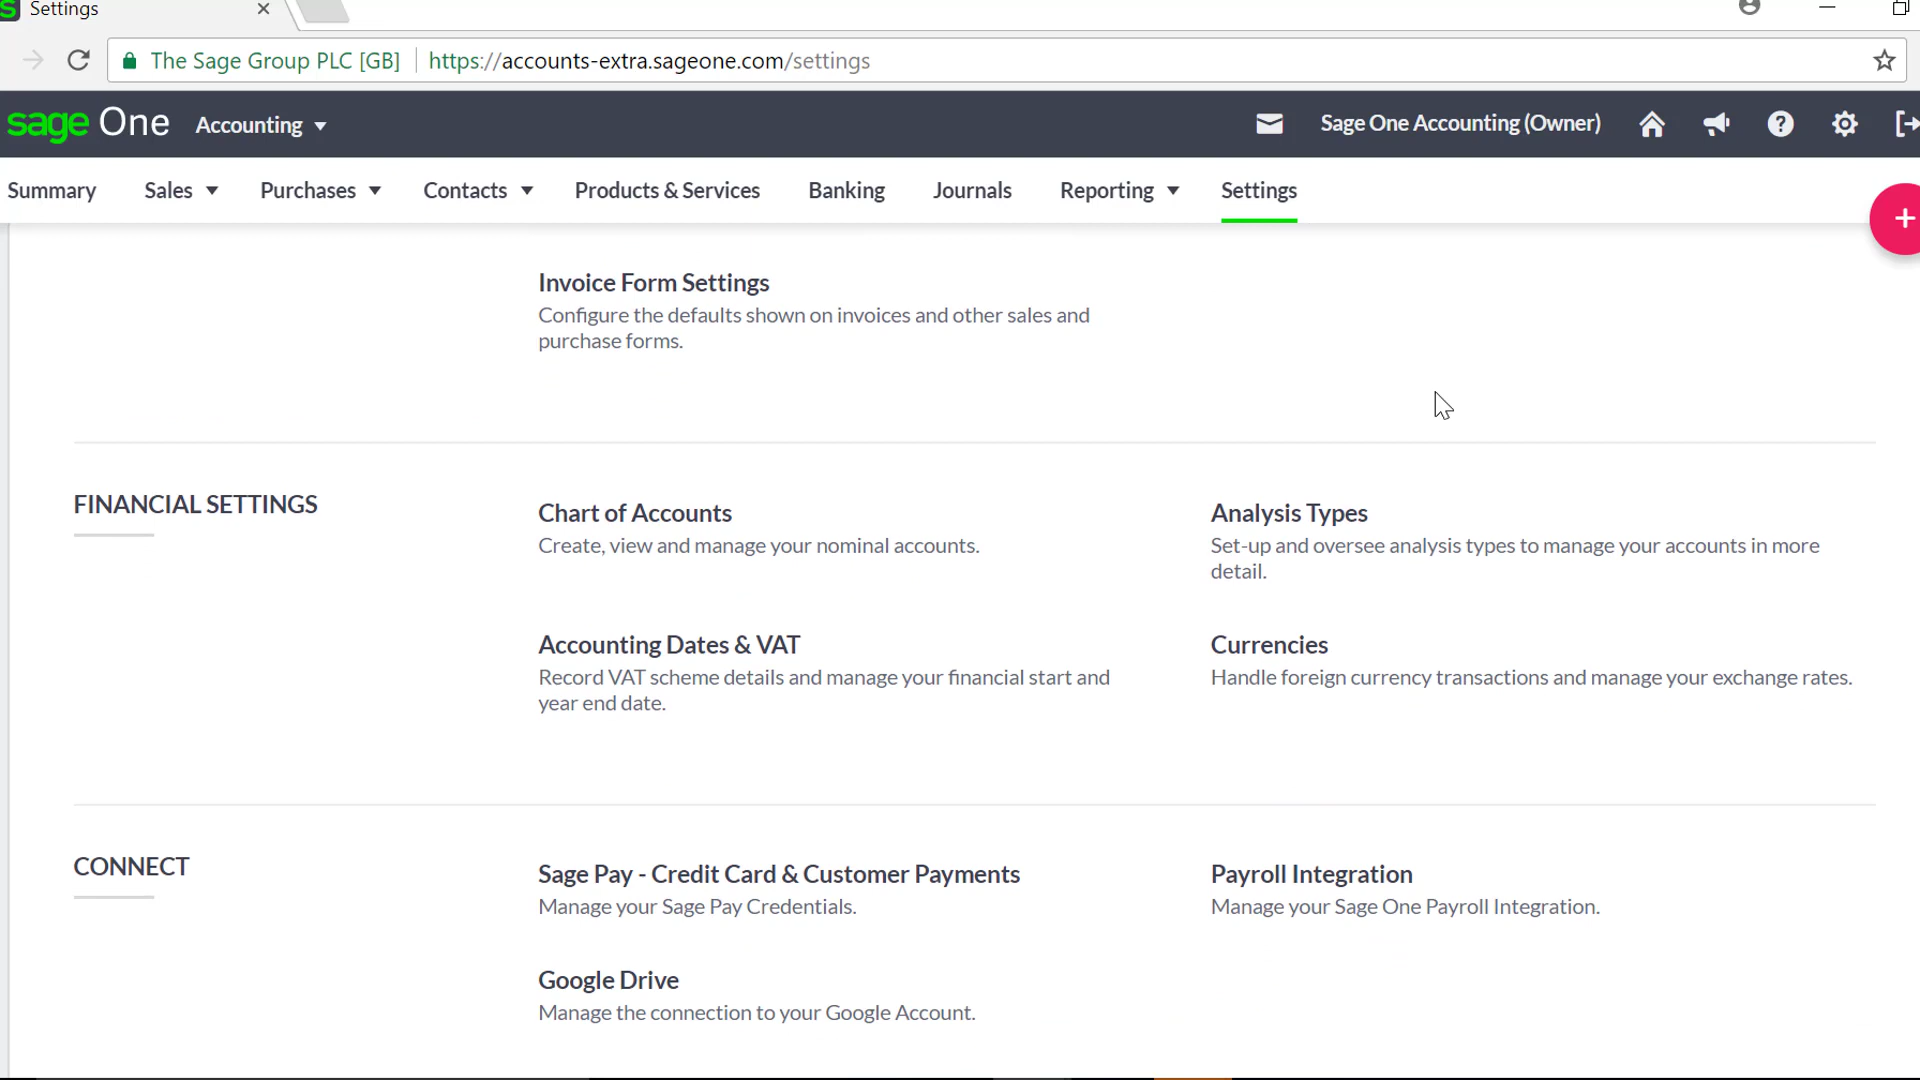 Settings
The Sage Group PLC [GB] https://accounts-extra.sageone.com/settings
sage One Accounting Sage One Accounting (Owner)
Summary Sales Purchases Contacts Products & Services Banking Journals Reporting Settings
Invoice Form Settings
Configure the defaults shown on invoices and other sales and
purchase forms.
FINANCIAL SETTINGS
Chart of Accounts
Create, view and manage your nominal accounts.
Analysis Types
Set-up and oversee analysis types to manage your accounts in more
detail.
Accounting Dates & VAT
Record VAT scheme details and manage your financial start and
year end date.
Currencies
Handle foreign currency transactions and manage your exchange rates.
CONNECT
Sage Pay - Credit Card & Customer Payments
Manage your Sage Pay Credentials.
Payroll Integration
Manage your Sage One Payroll Integration.
Google Drive
Manage the connection to your Google Account.